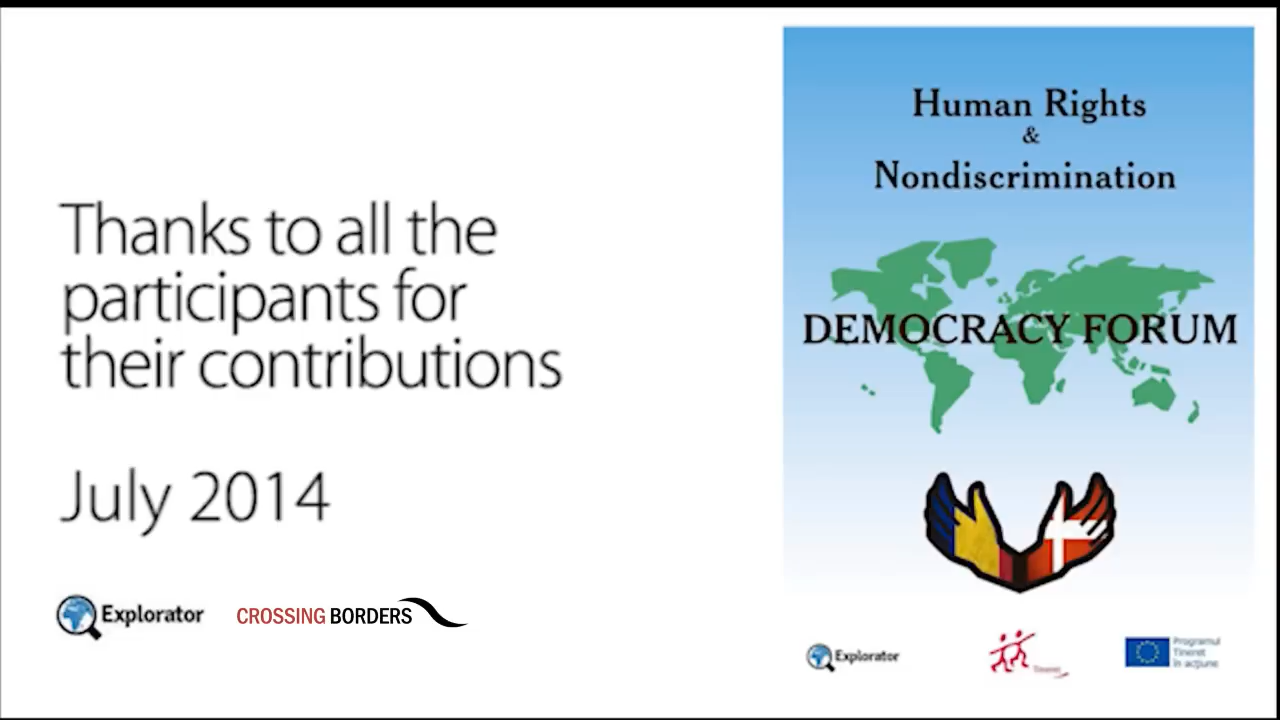 Thanks to all the
participants for
their contributions
July 2014
Explorator
CROSSING BORDERS
Human Rights
&
Nondiscrimination
DEMOCRACY FORUM
Explorator
Tineret
Programul
Tineret
în acțiune